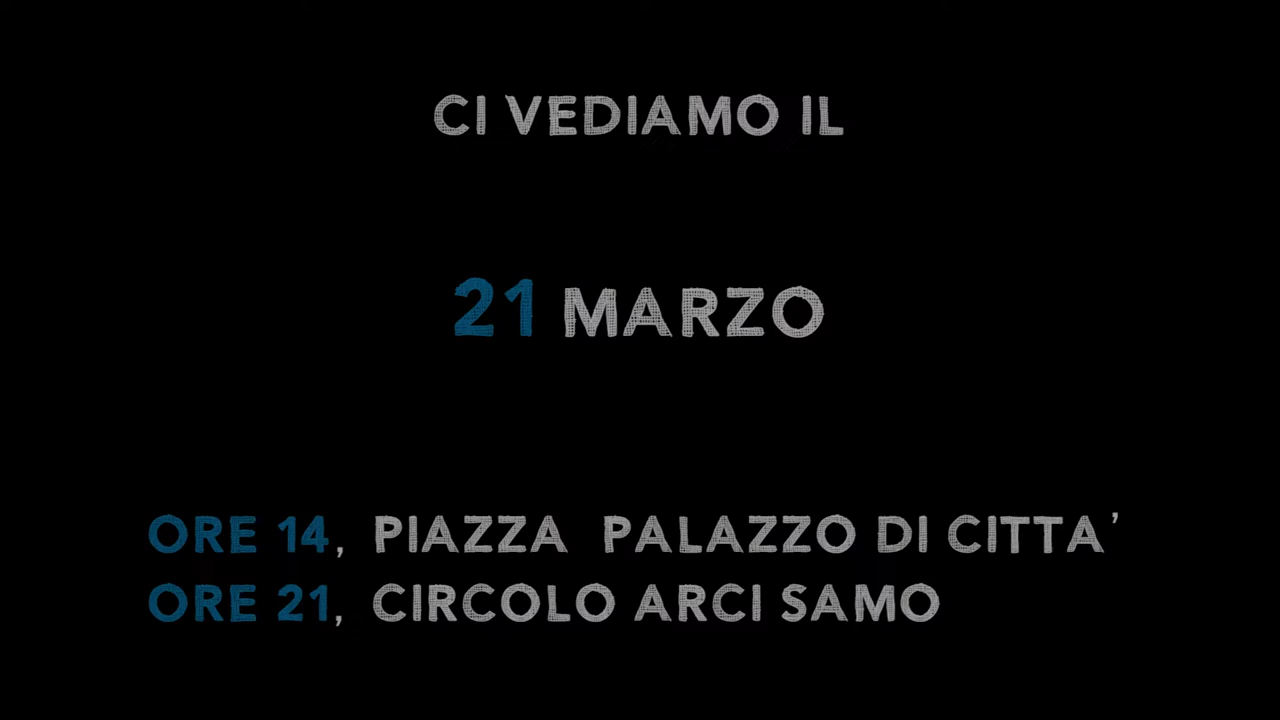 CI VEDIAMO IL
21 MARZO
ORE 14, PIAZZA PALAZZO DI CITTA'
ORE 21, CIRCOLO ARCI SAMO